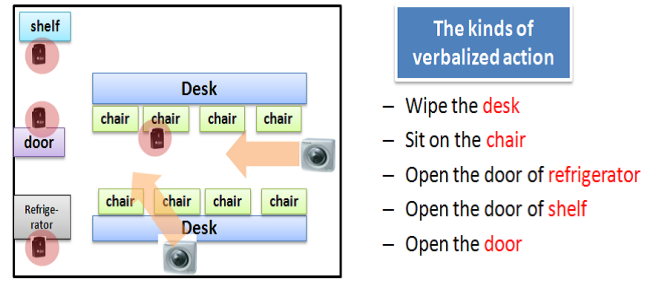 shelf
door
Refrige-
rator
Desk
chair
chair
chair
chair
chair
chair
chair
chair
Desk
The kinds of
verbalized action
– Wipe the desk
– Sit on the chair
– Open the door of refrigerator
– Open the door of shelf
– Open the door